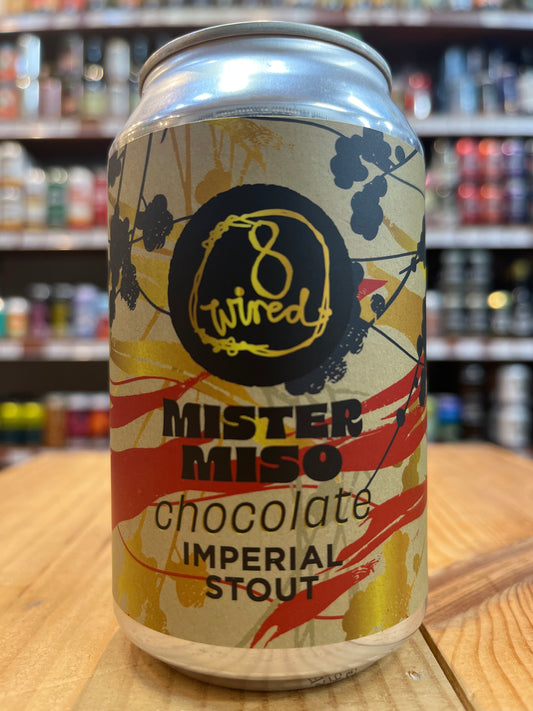 8
wired
MISTER
MISO
chocolate
IMPERIAL
STOUT